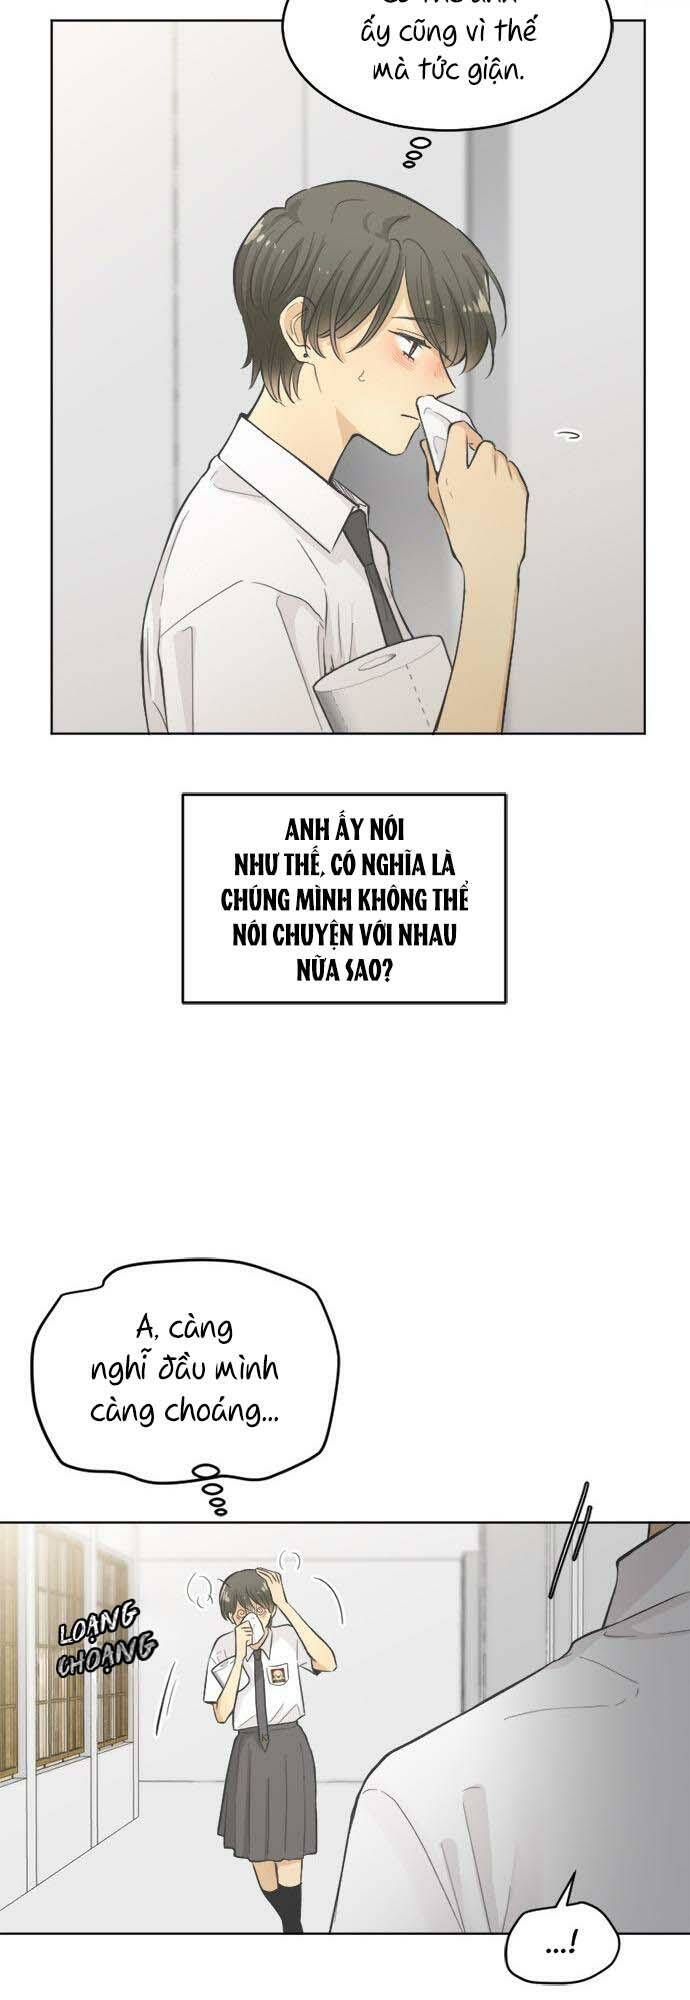 ấy cũng vì thế
mà tức giận.
ANH ẤY NÓI
NHƯ THẾ, CÓ NGHĨA LÀ
CHÚNG MÌNH KHÔNG THỂ
NÓI CHUYỆN VỚI NHAU
NỮA SAO?
A, càng
nghĩ đầu mình
càng choáng...
LOẠNG
CHOẠNG
...!